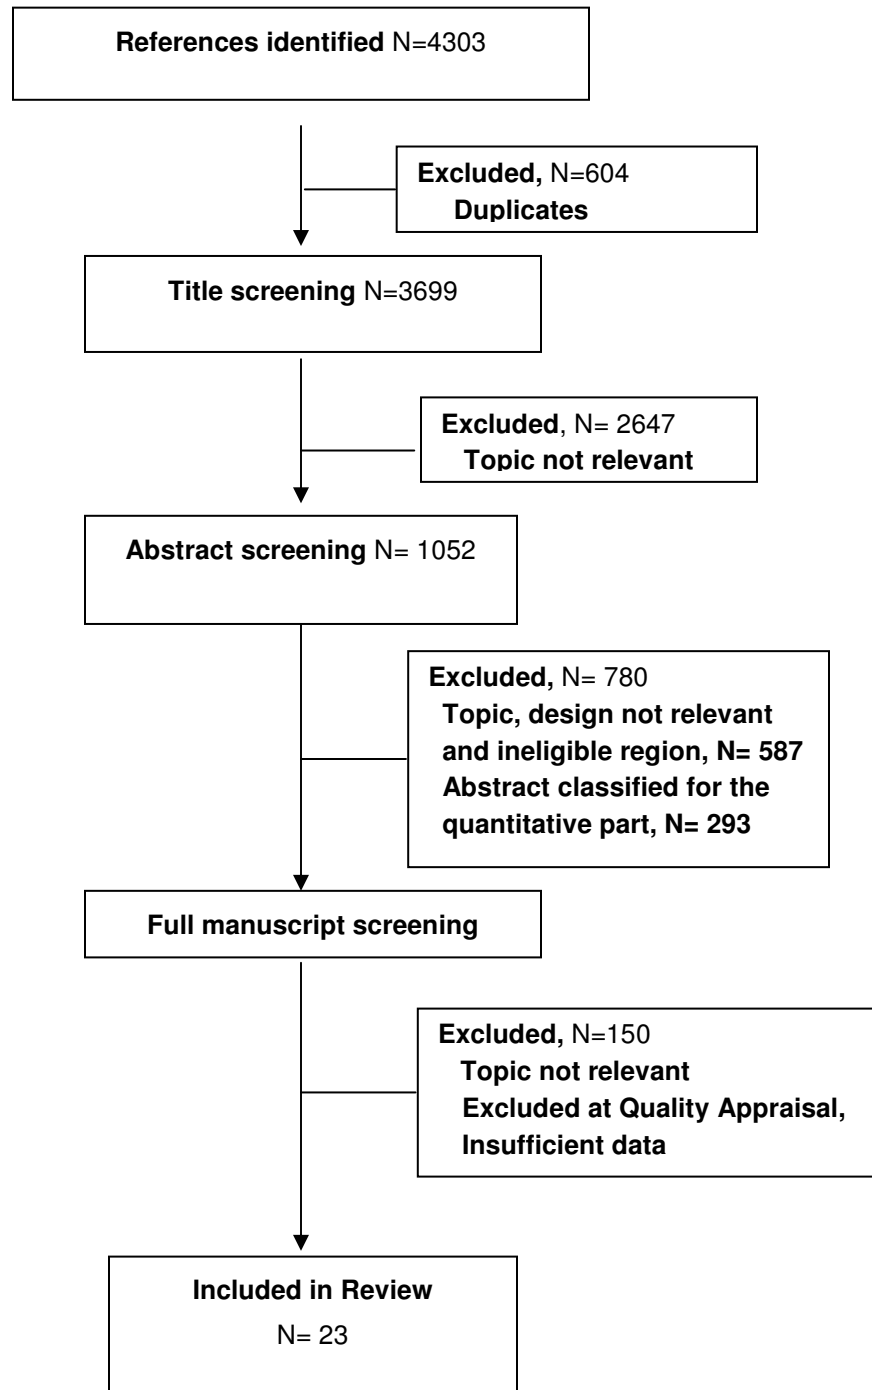 References identified N=4303
Excluded, N=604
Duplicates
Title screening N=3699
Excluded, N= 2647
Topic not relevant
Abstract screening N= 1052
Excluded, N= 780
Topic, design not relevant
and ineligible region, N= 587
Abstract classified for the
quantitative part, N= 293
Full manuscript screening
Excluded, N=150
Topic not relevant
Excluded at Quality Appraisal,
Insufficient data
Included in Review
N= 23